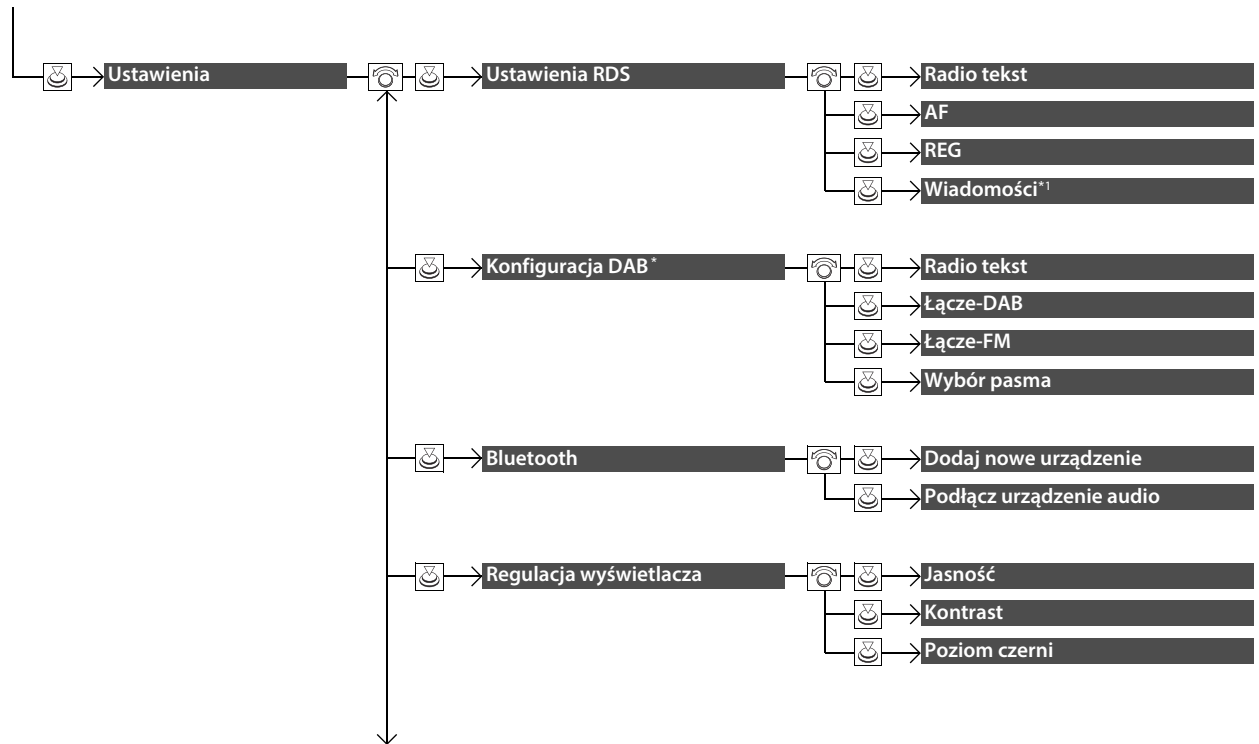 Ustawienia
Ustawienia RDS
Radio tekst
AF
REG
Wiadomości*1
Konfiguracja DAB*
Radio tekst
Łącze-DAB
Łącze-FM
Wybór pasma
Bluetooth
Dodaj nowe urządzenie
Podłącz urządzenie audio
Regulacja wyświetlacza
Jasność
Kontrast
Poziom czerni